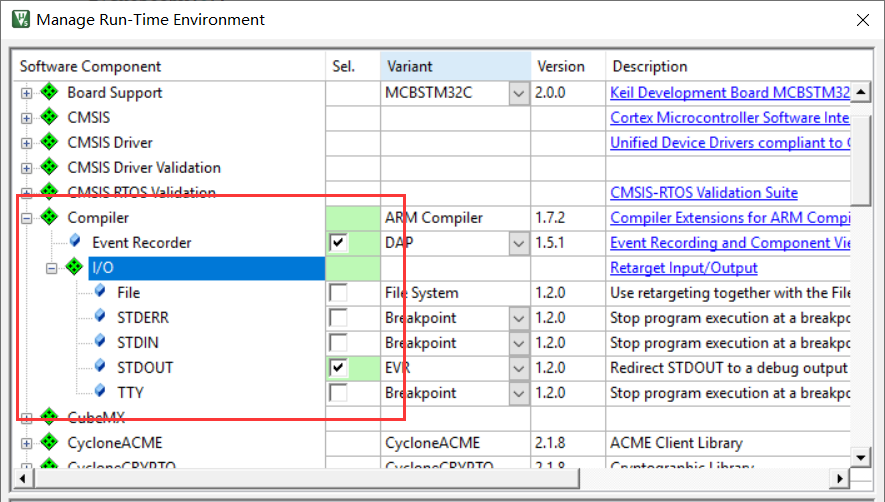 Manage Run-Time Environment
Software Component Sel. Variant Version Description
Board Support MCBSTM32C 2.0.0 Keil Development Board MCBSTM32
CMSIS Cortex Microcontroller Software Inte
CMSIS Driver Unified Device Drivers compliant to
CMSIS Driver Validation
CMSIS RTOS Validation CMSIS-RTOS Validation Suite
Compiler ARM Compiler 1.7.2 Compiler Extensions for ARM Compi
Event Recorder DAP 1.5.1 Event Recording and Component Vie
I/O Retarget Input/Output
File File System 1.2.0 Use retargeting together with the File
STDERR Breakpoint 1.2.0 Stop program execution at a breakpo
STDIN Breakpoint 1.2.0 Stop program execution at a breakpo
STDOUT EVR 1.2.0 Redirect STDOUT to a debug output
TTY Breakpoint 1.2.0 Stop program execution at a breakpo
CubeMX
CycloneACME CycloneACME 2.1.8 ACME Client Library
CycloneCRYPTO CycloneCRYPTO 2.1.8 Cryptographic Library